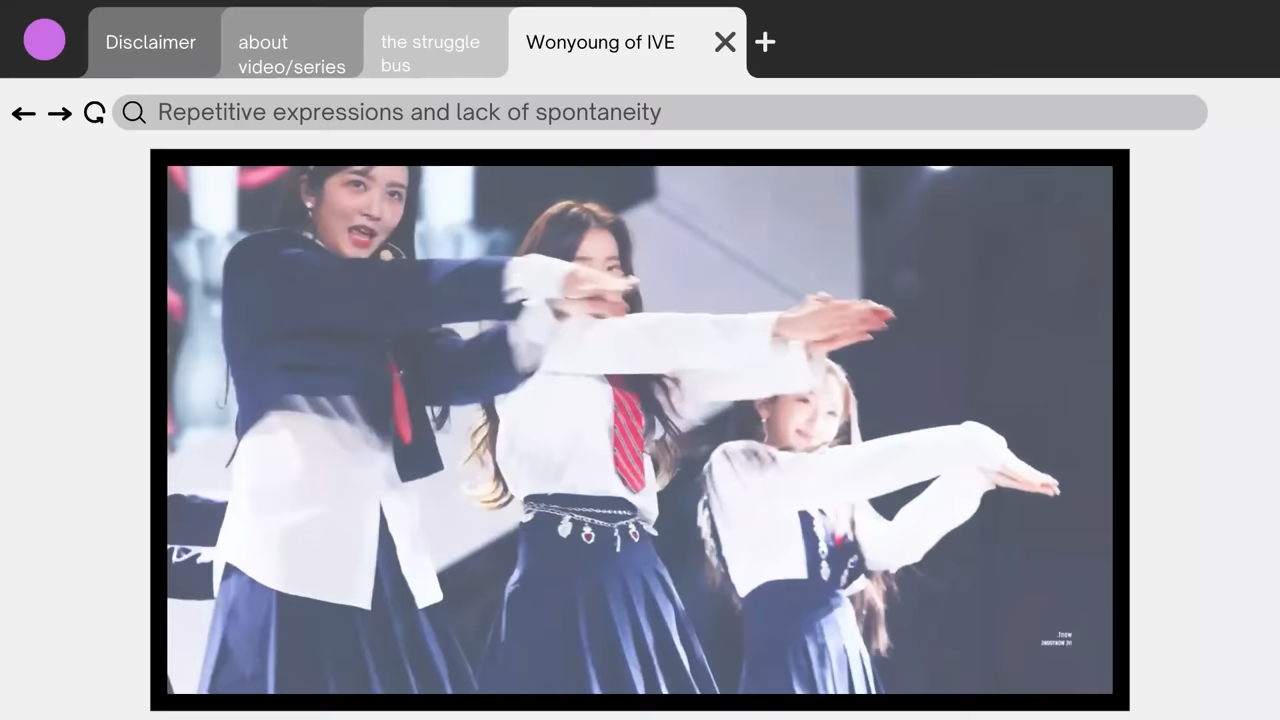 Disclaimer
about
video/series
the struggle
bus
Wonyoung of IVE
Repetitive expressions and lack of spontaneity